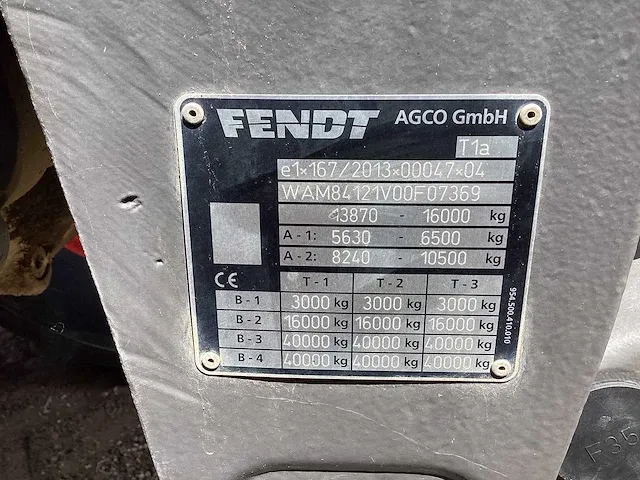 FENDT AGCO GmbH
T1a
e1*167/2013*00047*04
WAM84121V00F07369
13870 - 16000 kg
A - 1: 5630 - 6500 kg
A - 2: 8240 - 10500 kg
CE T - 1 T - 2 T - 3
B - 1 3000 kg 3000 kg 3000 kg
B - 2 16000 kg 16000 kg 16000 kg
B - 3 40000 kg 40000 kg 40000 kg
B - 4 40000 kg 40000 kg 40000 kg
954.500.410.010
F35